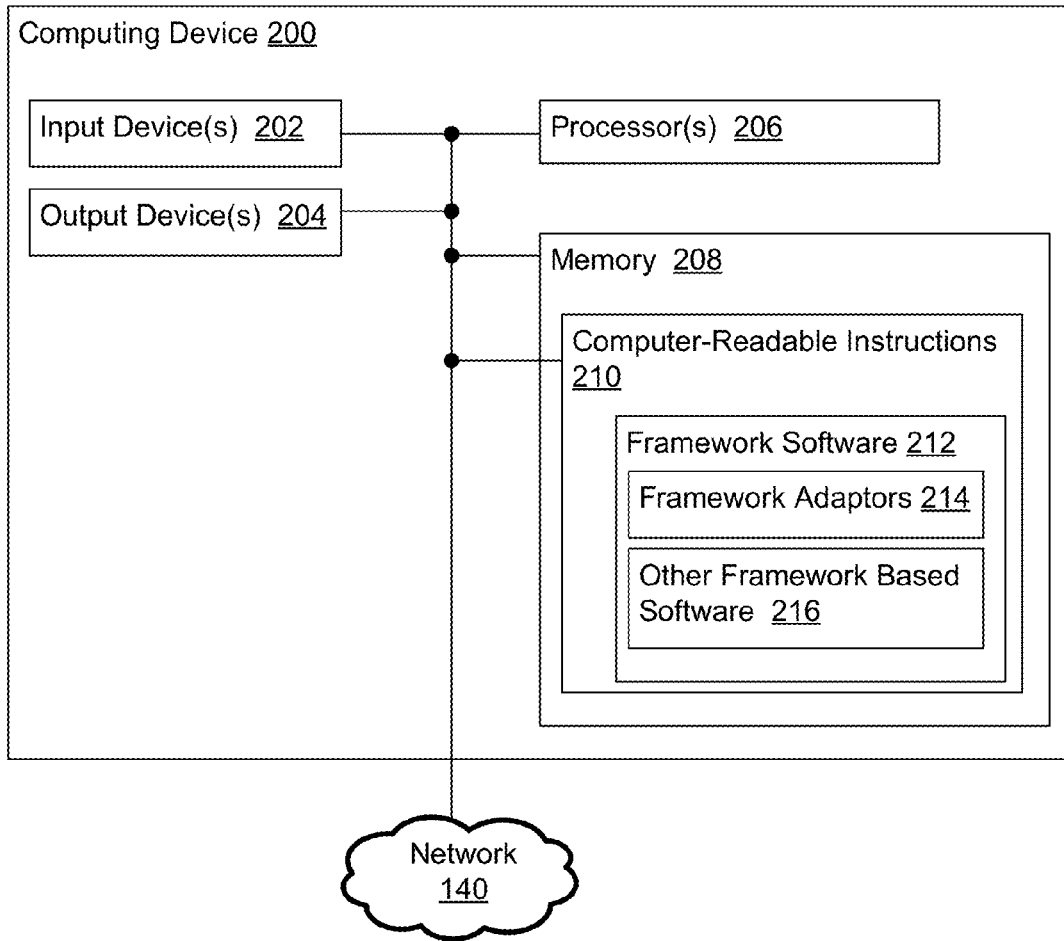 Computing Device 200
Input Device(s) 202
Processor(s) 206
Output Device(s) 204
Memory 208
Computer-Readable Instructions
210
Framework Software 212
Framework Adaptors 214
Other Framework Based
Software 216
Network
140